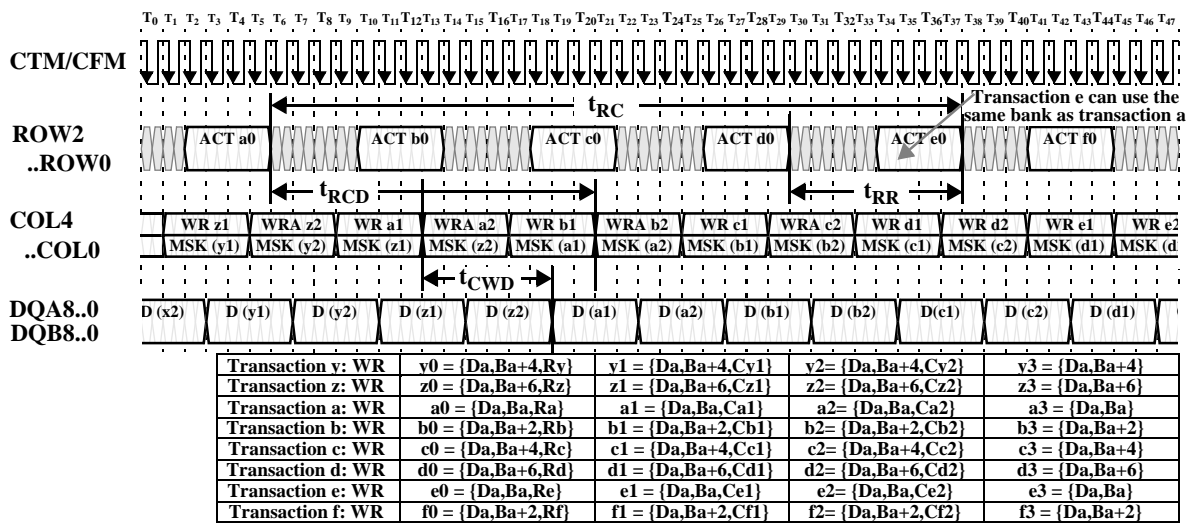 T0 T1 T2 T3 T4 T5 T6 T7 T8 T9 T10 T11 T12 T13 T14 T15 T16 T17 T18 T19 T20 T21 T22 T23 T24 T25 T26 T27 T28 T29 T30 T31 T32 T33 T34 T35 T36 T37 T38 T39 T40 T41 T42 T43 T44 T45 T46 T47
CTM/CFM
tRC
Transaction e can use the
same bank as transaction a
ROW2
..ROW0
ACT a0 ACT b0 ACT c0 ACT d0 ACT e0 ACT f0
tRCD tRR
COL4
..COL0
WR z1 WRA z2 WR a1 WRA a2 WR b1 WRA b2 WR c1 WRA c2 WR d1 WR d2 WR e1 WR e2
MSK (y1) MSK (y2) MSK (z1) MSK (z2) MSK (a1) MSK (a2) MSK (b1) MSK (b2) MSK (c1) MSK (c2) MSK (d1) MSK (d
tCWD
DQA8..0
DQB8..0
D (x2) D (y1) D (y2) D (z1) D (z2) D (a1) D (a2) D (b1) D (b2) D(c1) D (c2) D (d1)
Transaction y: WR y0 = {Da,Ba+4,Ry} y1 = {Da,Ba+4,Cy1} y2= {Da,Ba+4,Cy2} y3 = {Da,Ba+4}
Transaction z: WR z0 = {Da,Ba+6,Rz} z1 = {Da,Ba+6,Cz1} z2= {Da,Ba+6,Cz2} z3 = {Da,Ba+6}
Transaction a: WR a0 = {Da,Ba,Ra} a1 = {Da,Ba,Ca1} a2= {Da,Ba,Ca2} a3 = {Da,Ba}
Transaction b: WR b0 = {Da,Ba+2,Rb} b1 = {Da,Ba+2,Cb1} b2= {Da,Ba+2,Cb2} b3 = {Da,Ba+2}
Transaction c: WR c0 = {Da,Ba+4,Rc} c1 = {Da,Ba+4,Cc1} c2= {Da,Ba+4,Cc2} c3 = {Da,Ba+4}
Transaction d: WR d0 = {Da,Ba+6,Rd} d1 = {Da,Ba+6,Cd1} d2= {Da,Ba+6,Cd2} d3 = {Da,Ba+6}
Transaction e: WR e0 = {Da,Ba,Re} e1 = {Da,Ba,Ce1} e2= {Da,Ba,Ce2} e3 = {Da,Ba}
Transaction f: WR f0 = {Da,Ba+2,Rf} f1 = {Da,Ba+2,Cf1} f2= {Da,Ba+2,Cf2} f3 = {Da,Ba+2}